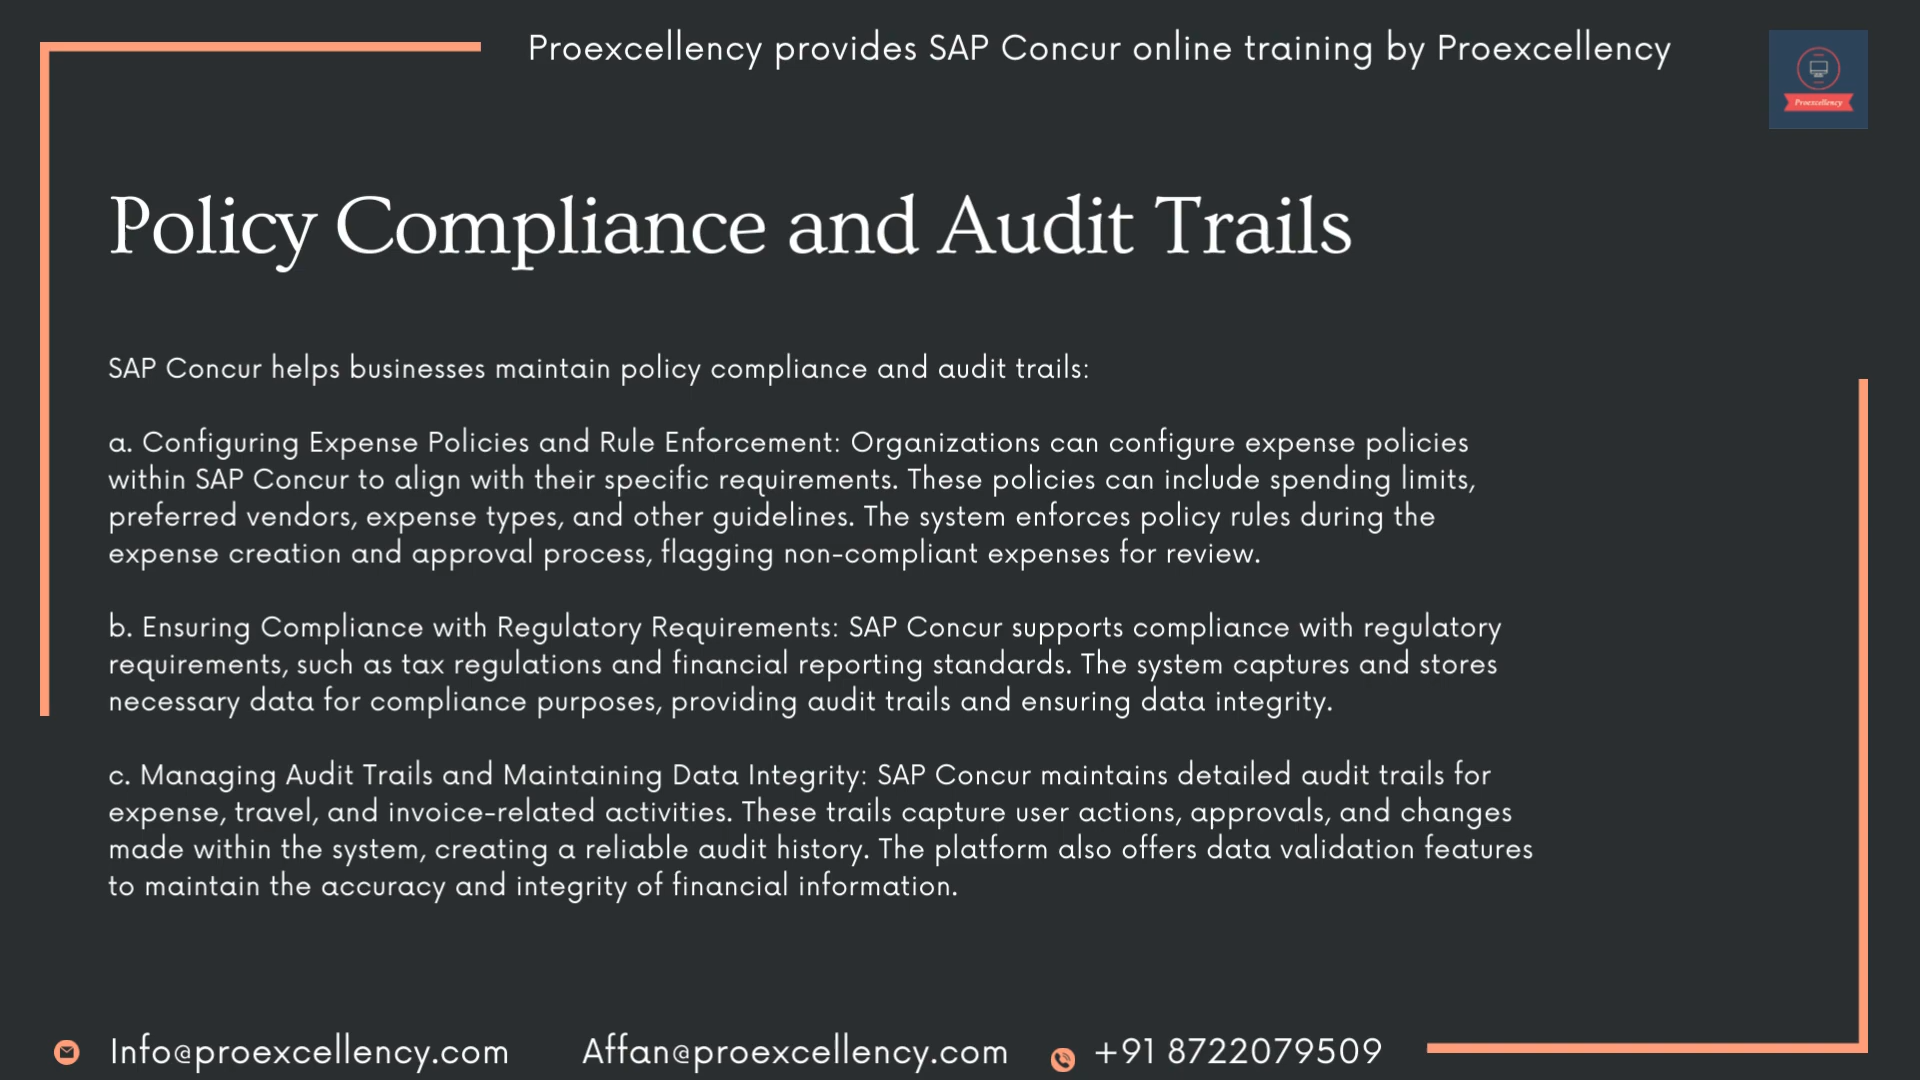 Proexcellency provides SAP Concur online training by Proexcellency
Proexcellency
Policy Compliance and Audit Trails
SAP Concur helps businesses maintain policy compliance and audit trails:
a. Configuring Expense Policies and Rule Enforcement: Organizations can configure expense policies
within SAP Concur to align with their specific requirements. These policies can include spending limits,
preferred vendors, expense types, and other guidelines. The system enforces policy rules during the
expense creation and approval process, flagging non-compliant expenses for review.
b. Ensuring Compliance with Regulatory Requirements: SAP Concur supports compliance with regulatory
requirements, such as tax regulations and financial reporting standards. The system captures and stores
necessary data for compliance purposes, providing audit trails and ensuring data integrity.
c. Managing Audit Trails and Maintaining Data Integrity: SAP Concur maintains detailed audit trails for
expense, travel, and invoice-related activities. These trails capture user actions, approvals, and changes
made within the system, creating a reliable audit history. The platform also offers data validation features
to maintain the accuracy and integrity of financial information.
Info@proexcellency.com Affan@proexcellency.com +91 8722079509